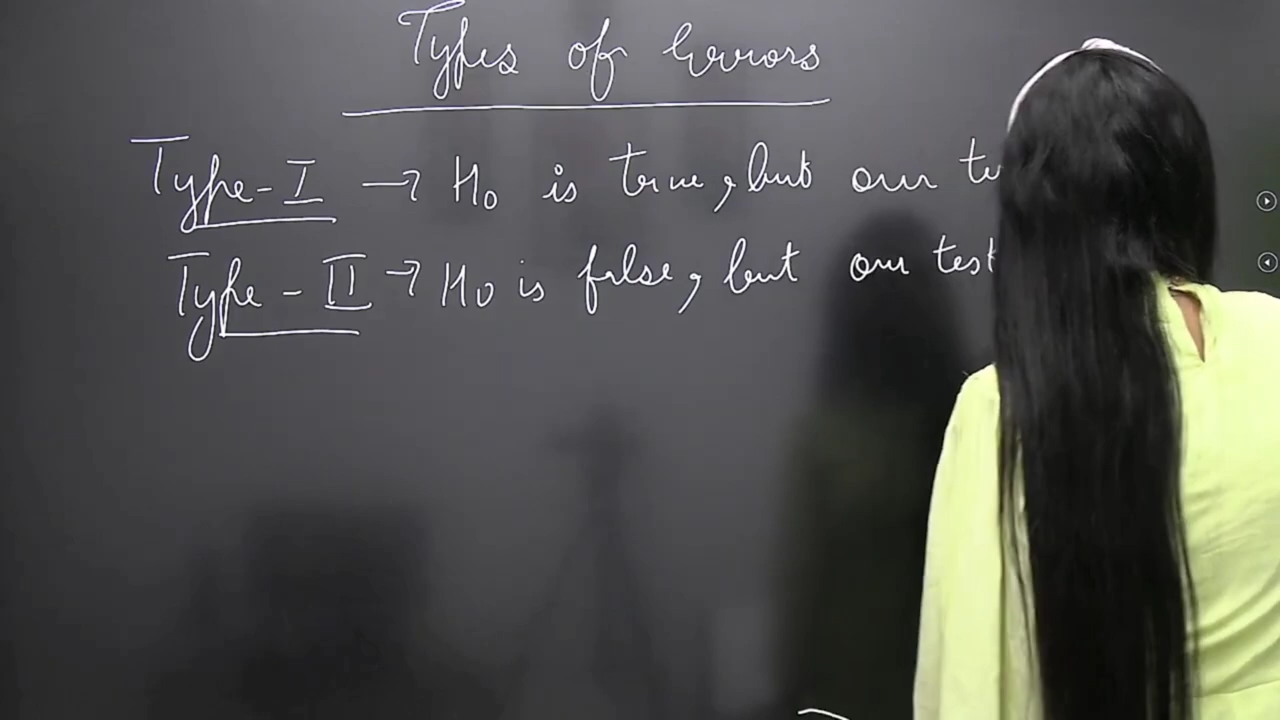 Types of Errors
Type-I → H₀ is true, but our te
Type-II → H₀ is false, but our test